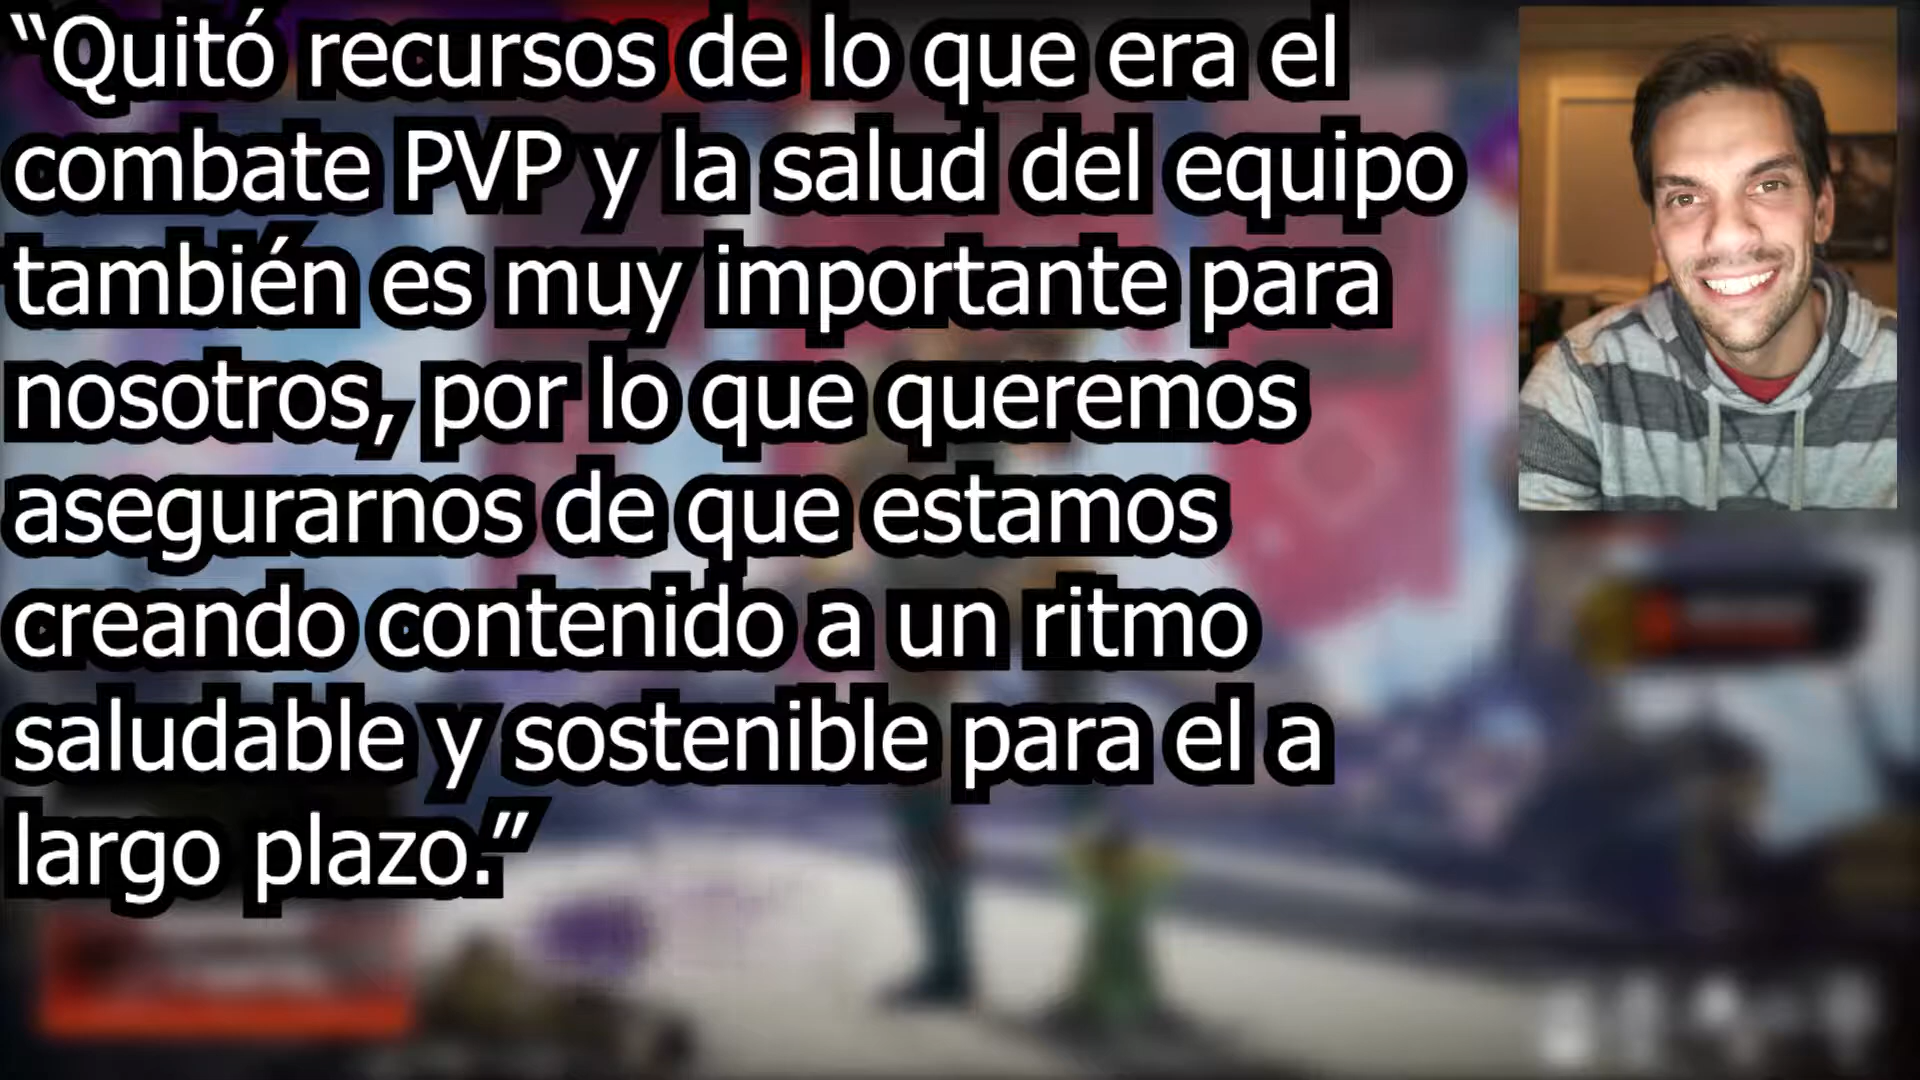 “Quitó recursos de lo que era el
combate PVP y la salud del equipo
también es muy importante para
nosotros, por lo que queremos
asegurarnos de que estamos
creando contenido a un ritmo
saludable y sostenible para el a
largo plazo.”